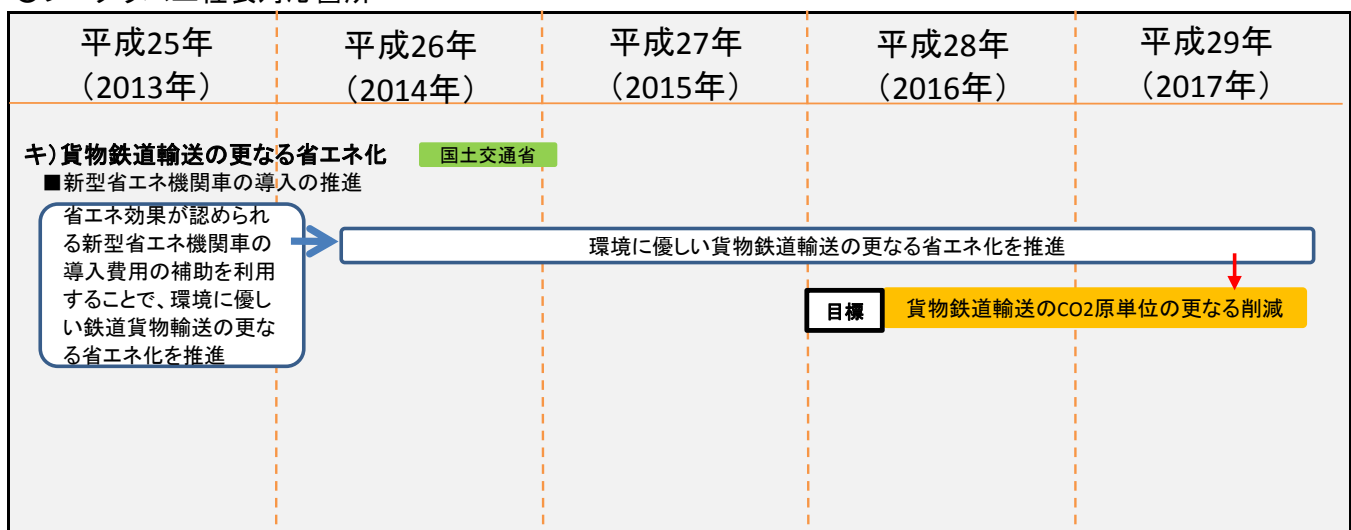 平成25年
（2013年）
平成26年
（2014年）
平成27年
（2015年）
平成28年
（2016年）
平成29年
（2017年）
キ)貨物鉄道輸送の更なる省エネ化
国土交通省
■新型省エネ機関車の導入の推進
省エネ効果が認められ
る新型省エネ機関車の
導入費用の補助を利用
することで、環境に優し
い鉄道貨物輸送の更な
る省エネ化を推進
環境に優しい貨物鉄道輸送の更なる省エネ化を推進
目標
貨物鉄道輸送のCO2原単位の更なる削減